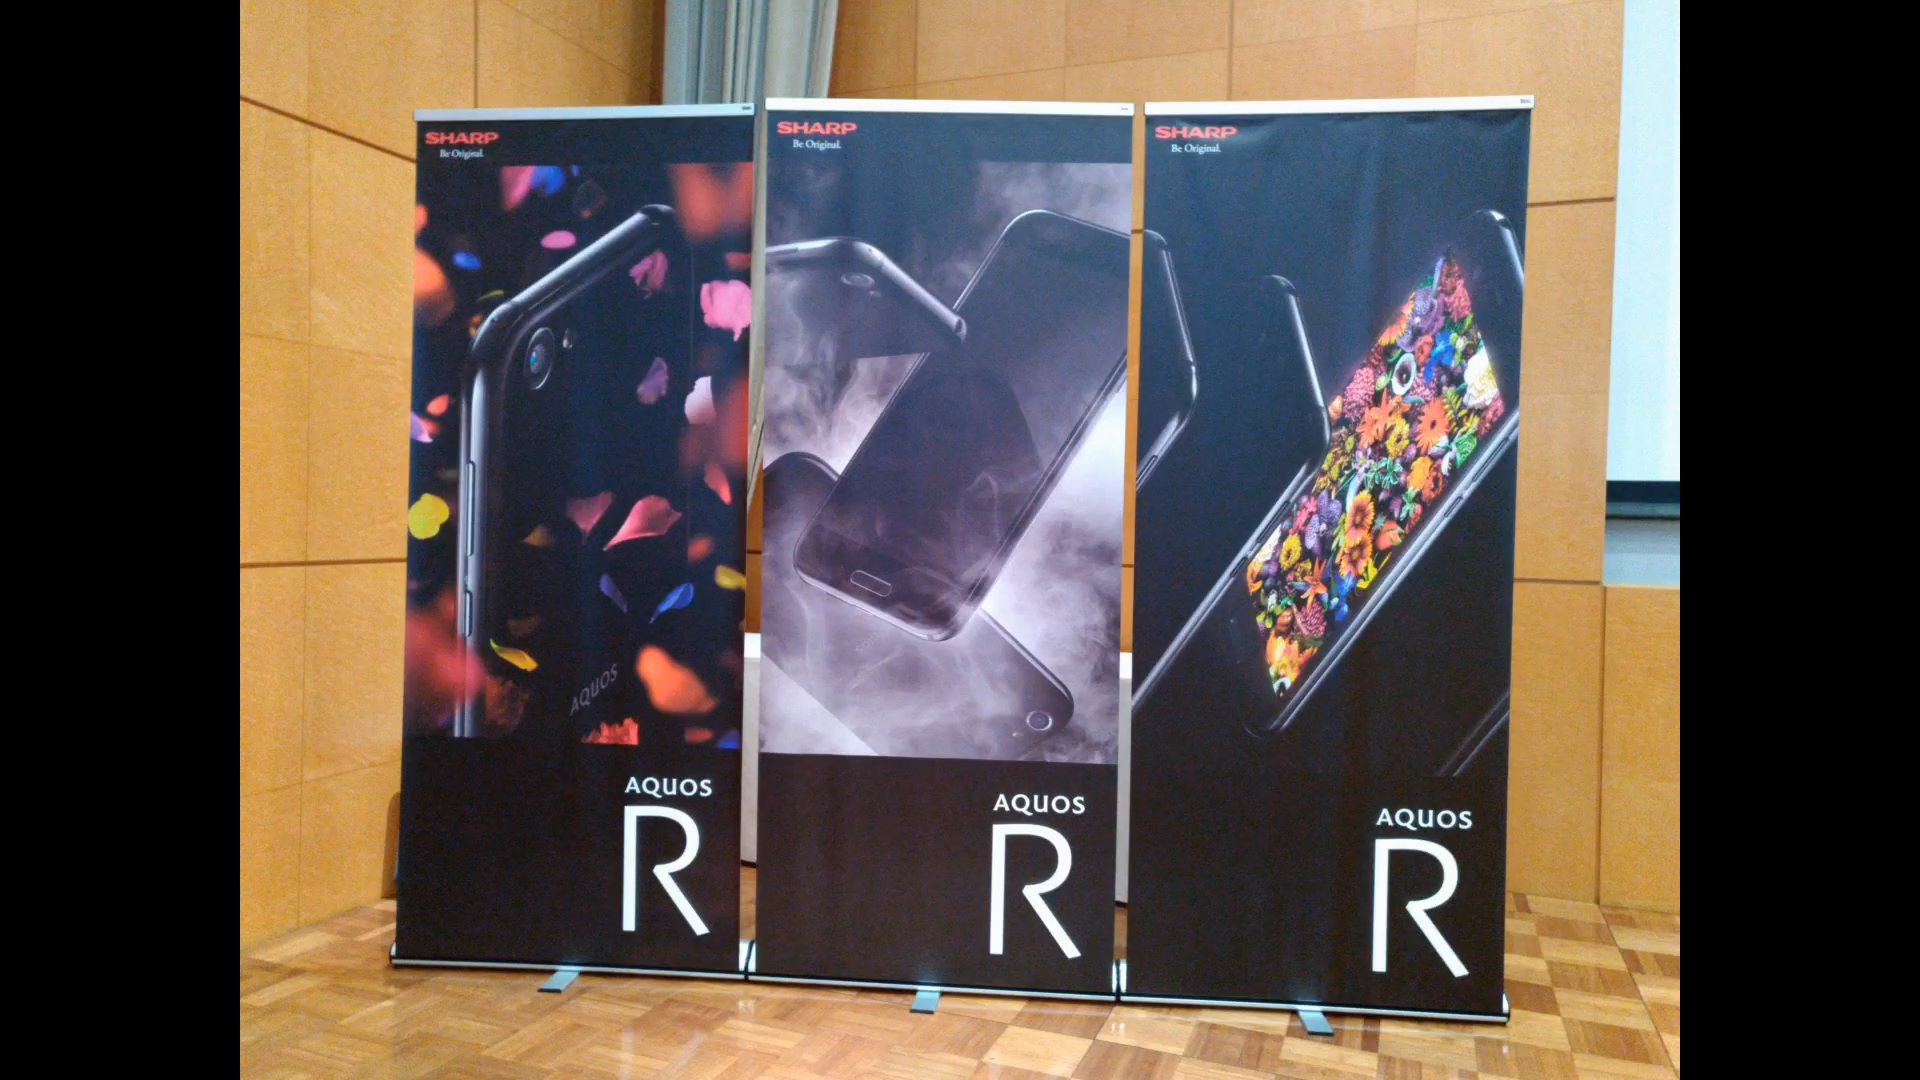 SHARP
Be Original.
AQUOS
AQUOS
R
SHARP
Be Original.
AQUOS
R
SHARP
Be Original.
AQUOS
R